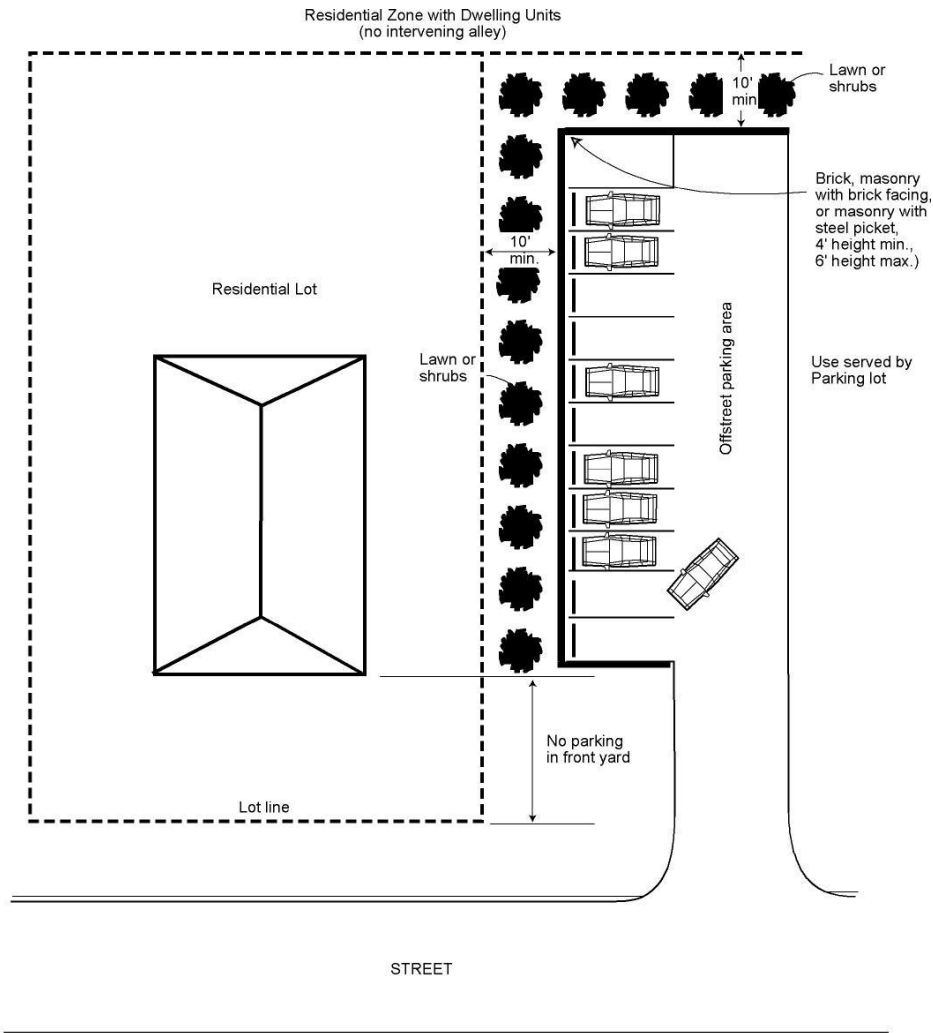 Residential Zone with Dwelling Units
(no intervening alley)
10'
min
Lawn or
shrubs
Brick, masonry
with brick facing,
or masonry with
steel picket,
4' height min.,
6' height max.)
10'
min.
Residential Lot
Lawn or
shrubs
Offstreet parking area
Use served by
Parking lot
No parking
in front yard
Lot line
STREET